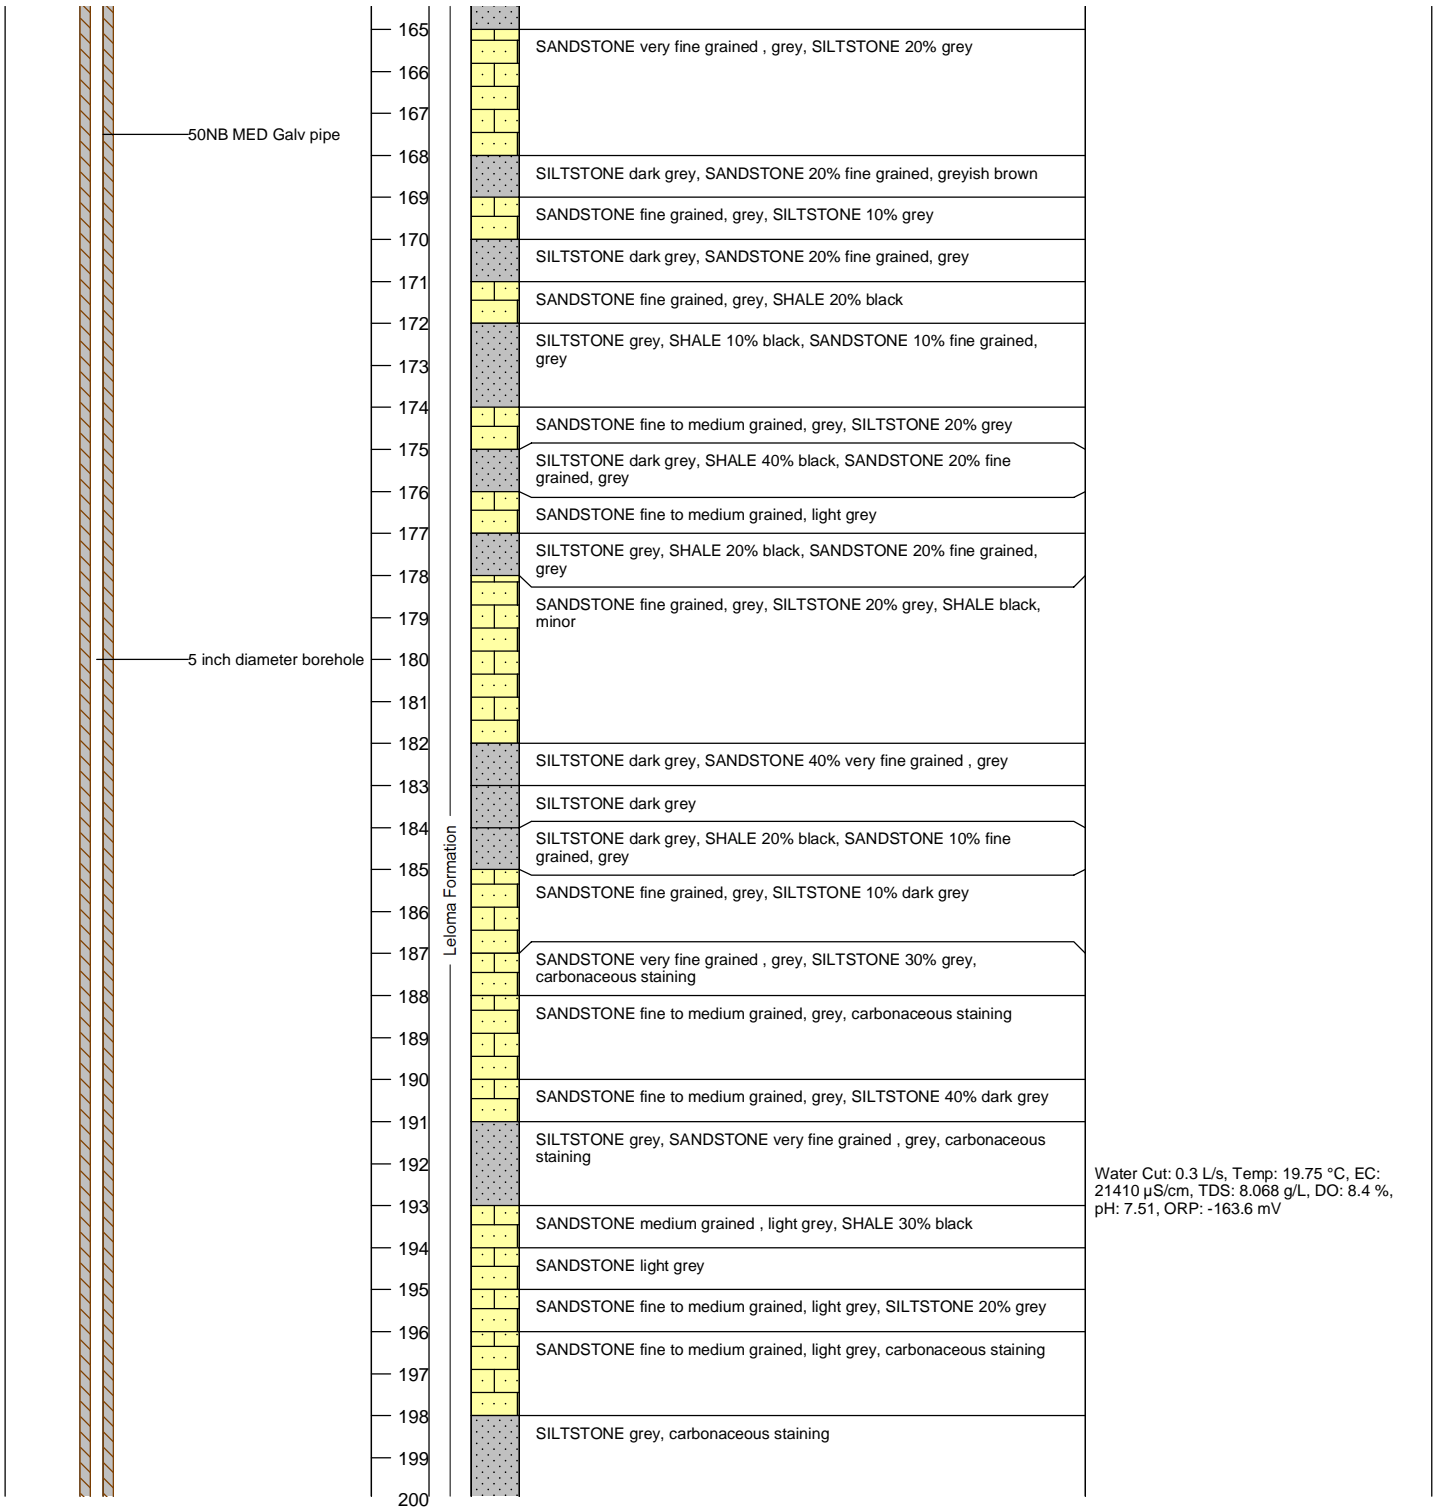 165
SANDSTONE very fine grained , grey, SILTSTONE 20% grey
166
167
50NB MED Galv pipe
168
SILTSTONE dark grey, SANDSTONE 20% fine grained, greyish brown
169
SANDSTONE fine grained, grey, SILTSTONE 10% grey
170
SILTSTONE dark grey, SANDSTONE 20% fine grained, grey
171
SANDSTONE fine grained, grey, SHALE 20% black
172
SILTSTONE grey, SHALE 10% black, SANDSTONE 10% fine grained,
grey
173
174
SANDSTONE fine to medium grained, grey, SILTSTONE 20% grey
175
SILTSTONE dark grey, SHALE 40% black, SANDSTONE 20% fine
grained, grey
176
SANDSTONE fine to medium grained, light grey
177
SILTSTONE grey, SHALE 20% black, SANDSTONE 20% fine grained,
grey
178
SANDSTONE fine grained, grey, SILTSTONE 20% grey, SHALE black,
minor
179
5 inch diameter borehole
180
181
182
SILTSTONE dark grey, SANDSTONE 40% very fine grained , grey
183
SILTSTONE dark grey
184
SILTSTONE dark grey, SHALE 20% black, SANDSTONE 10% fine
grained, grey
185
Leloma Formation
SANDSTONE fine grained, grey, SILTSTONE 10% dark grey
186
187
SANDSTONE very fine grained , grey, SILTSTONE 30% grey,
carbonaceous staining
188
SANDSTONE fine to medium grained, grey, carbonaceous staining
189
190
SANDSTONE fine to medium grained, grey, SILTSTONE 40% dark grey
191
SILTSTONE grey, SANDSTONE very fine grained , grey, carbonaceous
staining
192
Water Cut: 0.3 L/s, Temp: 19.75 °C, EC:
21410 µS/cm, TDS: 8.068 g/L, DO: 8.4 %,
pH: 7.51, ORP: -163.6 mV
193
SANDSTONE medium grained , light grey, SHALE 30% black
194
SANDSTONE light grey
195
SANDSTONE fine to medium grained, light grey, SILTSTONE 20% grey
196
SANDSTONE fine to medium grained, light grey, carbonaceous staining
197
198
SILTSTONE grey, carbonaceous staining
199
200